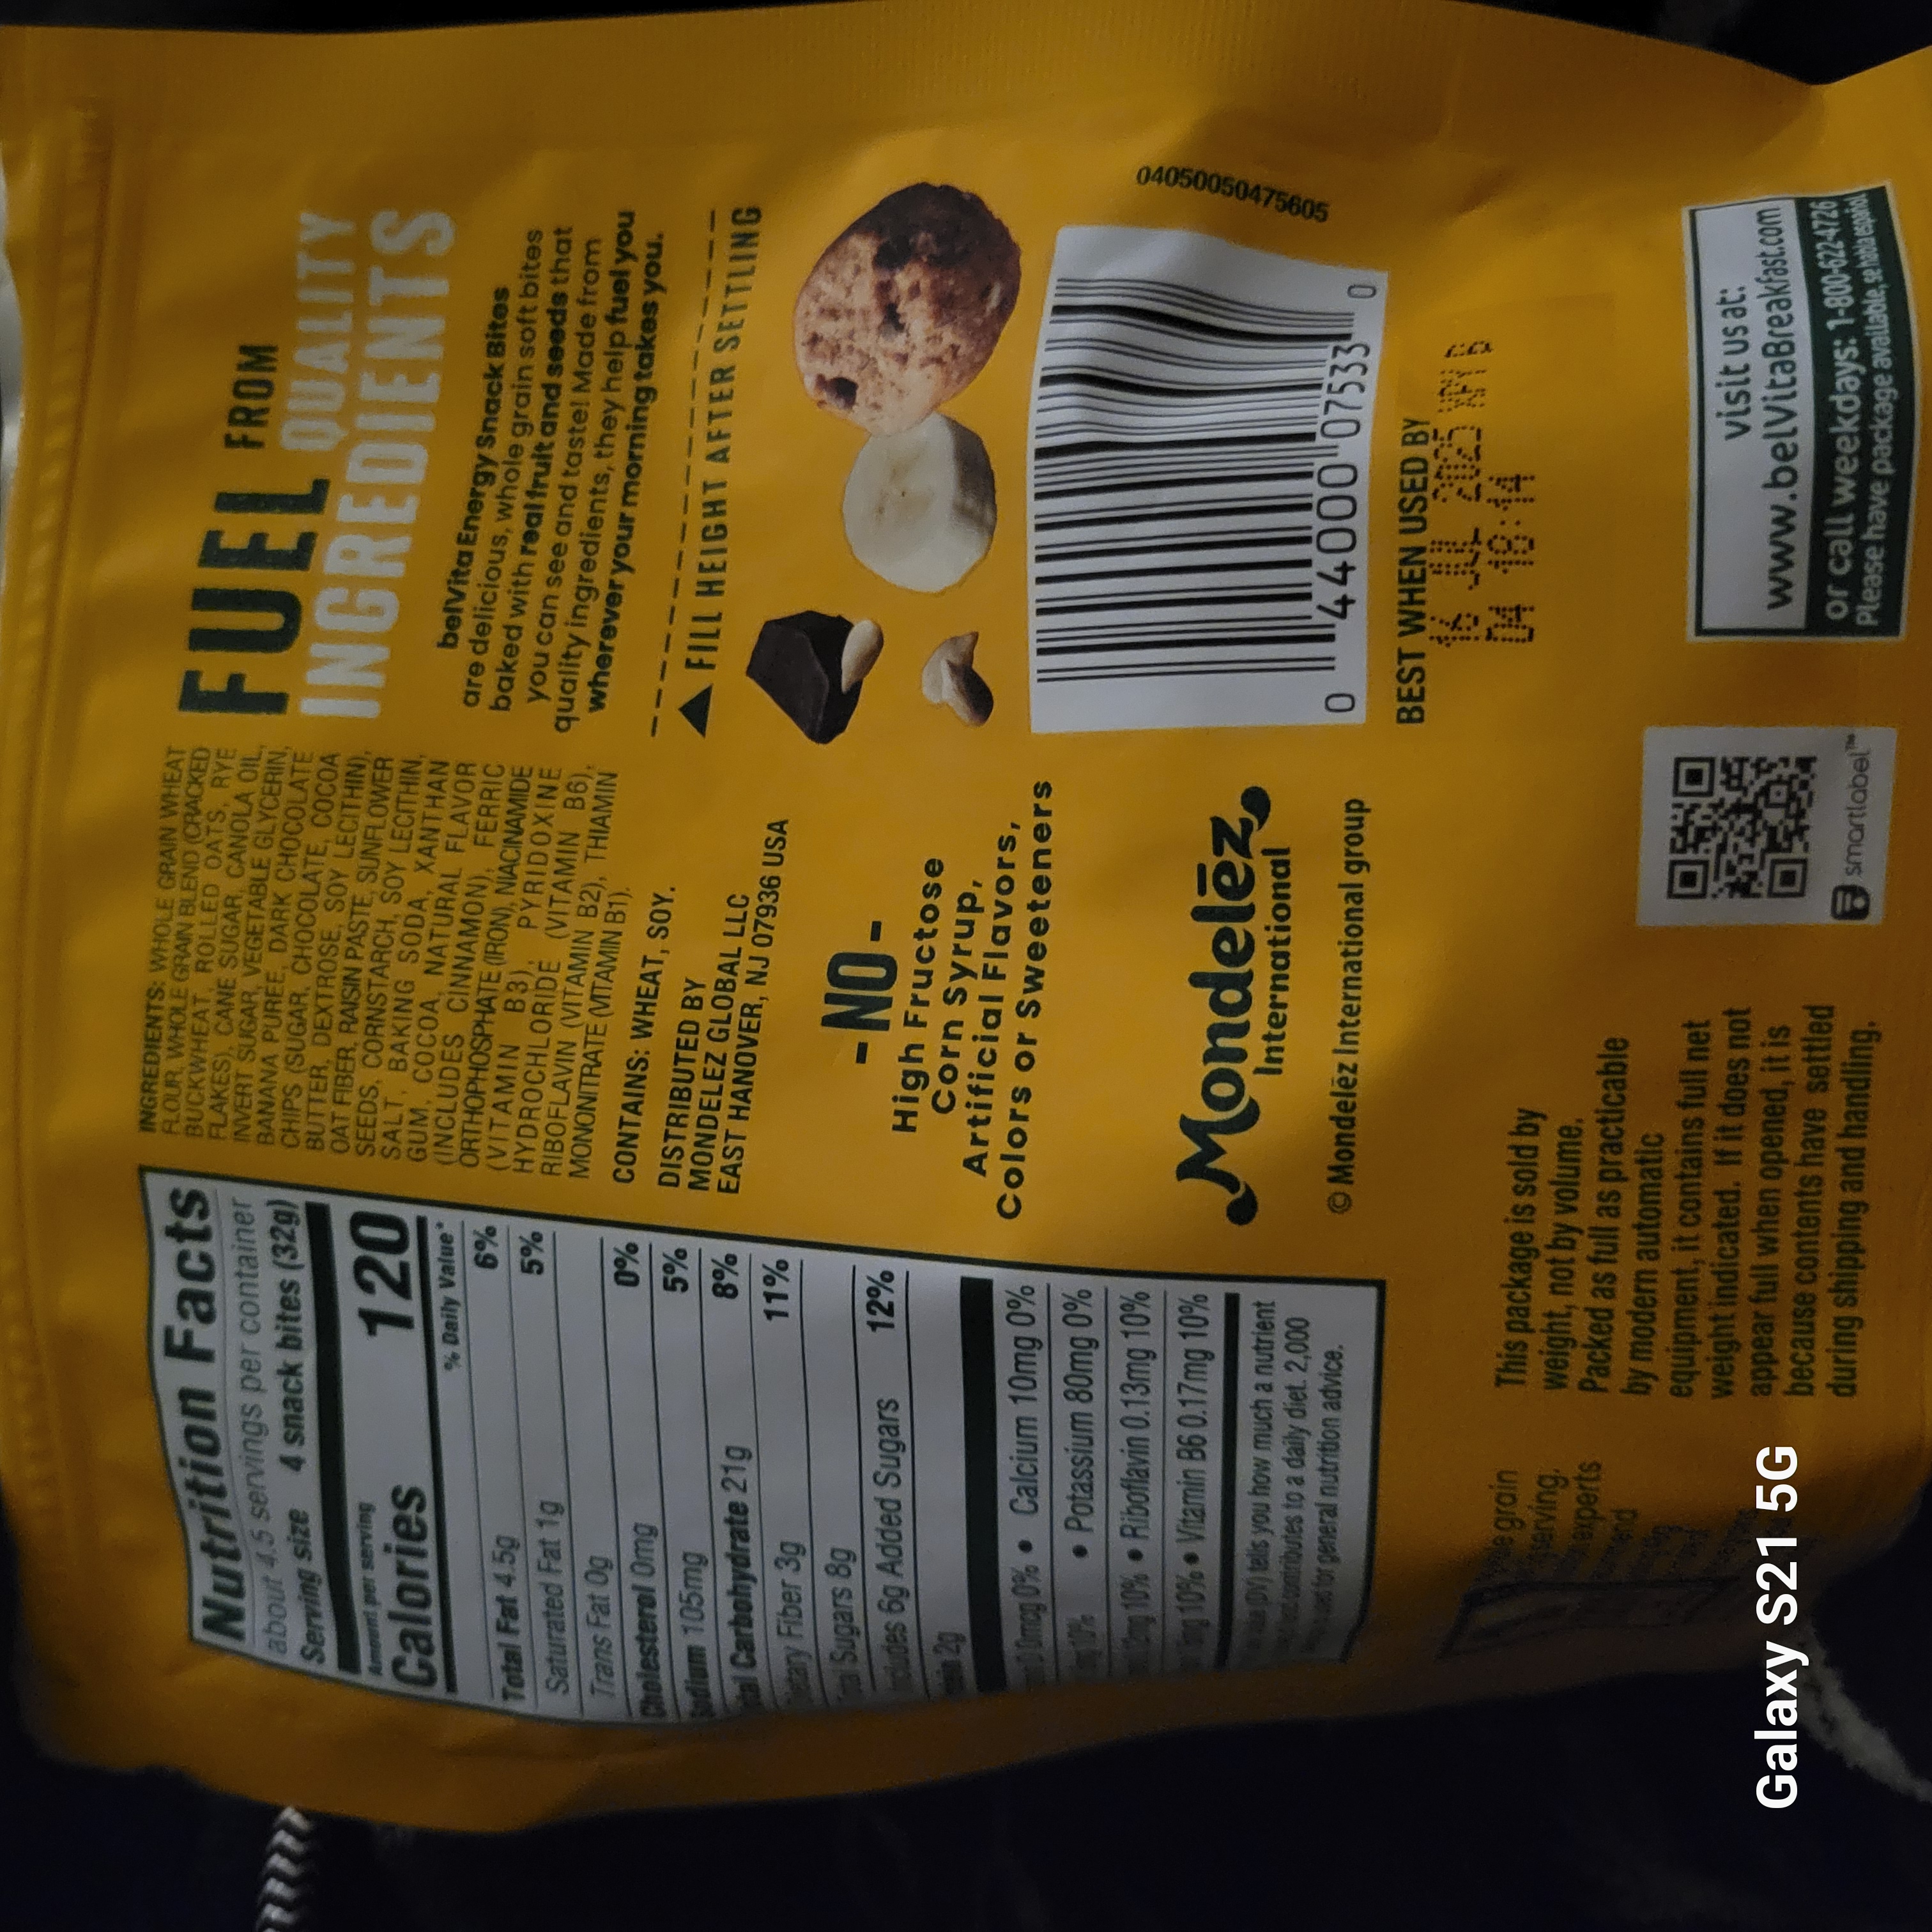 Nutrition Facts
about 4.5 servings per container
Serving size 4 snack bites (32g)
Amount per serving
Calories 120
% Daily Value*
Total Fat 4.5g 6%
Saturated Fat 1g 5%
Trans Fat 0g
Cholesterol 0mg 0%
Sodium 105mg 5%
Carbohydrate 21g 8%
Fiber 3g 11%
Sugars 8g
6g Added Sugars 12%
2g
0mcg 0% • Calcium 10mg 0%
• Potassium 80mg 0%
10% • Riboflavin 0.13mg 10%
10% • Vitamin B6 0.17mg 10%
(DV) tells you how much a nutrient
contributes to a daily diet. 2,000
for general nutrition advice.
INGREDIENTS: WHOLE GRAIN WHEAT
FLOUR, WHOLE GRAIN BLEND (CRACKED
BUCKWHEAT, ROLLED OATS, RYE
FLAKES), CANE SUGAR, CANOLA OIL,
INVERT SUGAR, VEGETABLE GLYCERIN,
BANANA PUREE, DARK CHOCOLATE
CHIPS (SUGAR, CHOCOLATE, COCOA
BUTTER, DEXTROSE, SOY LECITHIN),
OAT FIBER, RAISIN PASTE, SUNFLOWER
SEEDS, CORNSTARCH, SOY LECITHIN,
SALT, BAKING SODA, XANTHAN
GUM, COCOA, NATURAL FLAVOR
(INCLUDES CINNAMON), FERRIC
ORTHOPHOSPHATE (IRON), NIACINAMIDE
(VITAMIN B3), PYRIDOXINE
HYDROCHLORIDE (VITAMIN B6),
RIBOFLAVIN (VITAMIN B2), THIAMIN
MONONITRATE (VITAMIN B1).
CONTAINS: WHEAT, SOY.
DISTRIBUTED BY
MONDELEZ GLOBAL LLC
EAST HANOVER, NJ 07936 USA
-NO-
High Fructose
Corn Syrup,
Artificial Flavors,
Colors or Sweeteners
Mondelēz
International
© Mondelēz International group
FUEL FROM
QUALITY
INGREDIENTS
belVita Energy Snack Bites
are delicious, whole grain soft bites
baked with real fruit and seeds that
you can see and taste! Made from
quality ingredients, they help fuel you
wherever your morning takes you.
FILL HEIGHT AFTER SETTLING
04050050475605
0 44000 07533 0
BEST WHEN USED BY
16 JUL 2025
04 18:14
grain
serving.
experts
This package is sold by
weight, not by volume.
Packed as full as practicable
by modern automatic
equipment, it contains full net
weight indicated. If it does not
appear full when opened, it is
because contents have settled
during shipping and handling.
smartlabel™
visit us at:
www.belVitaBreakfast.com
or call weekdays: 1-800-622-4726
Please have package available, se habla español
Galaxy S21 5G